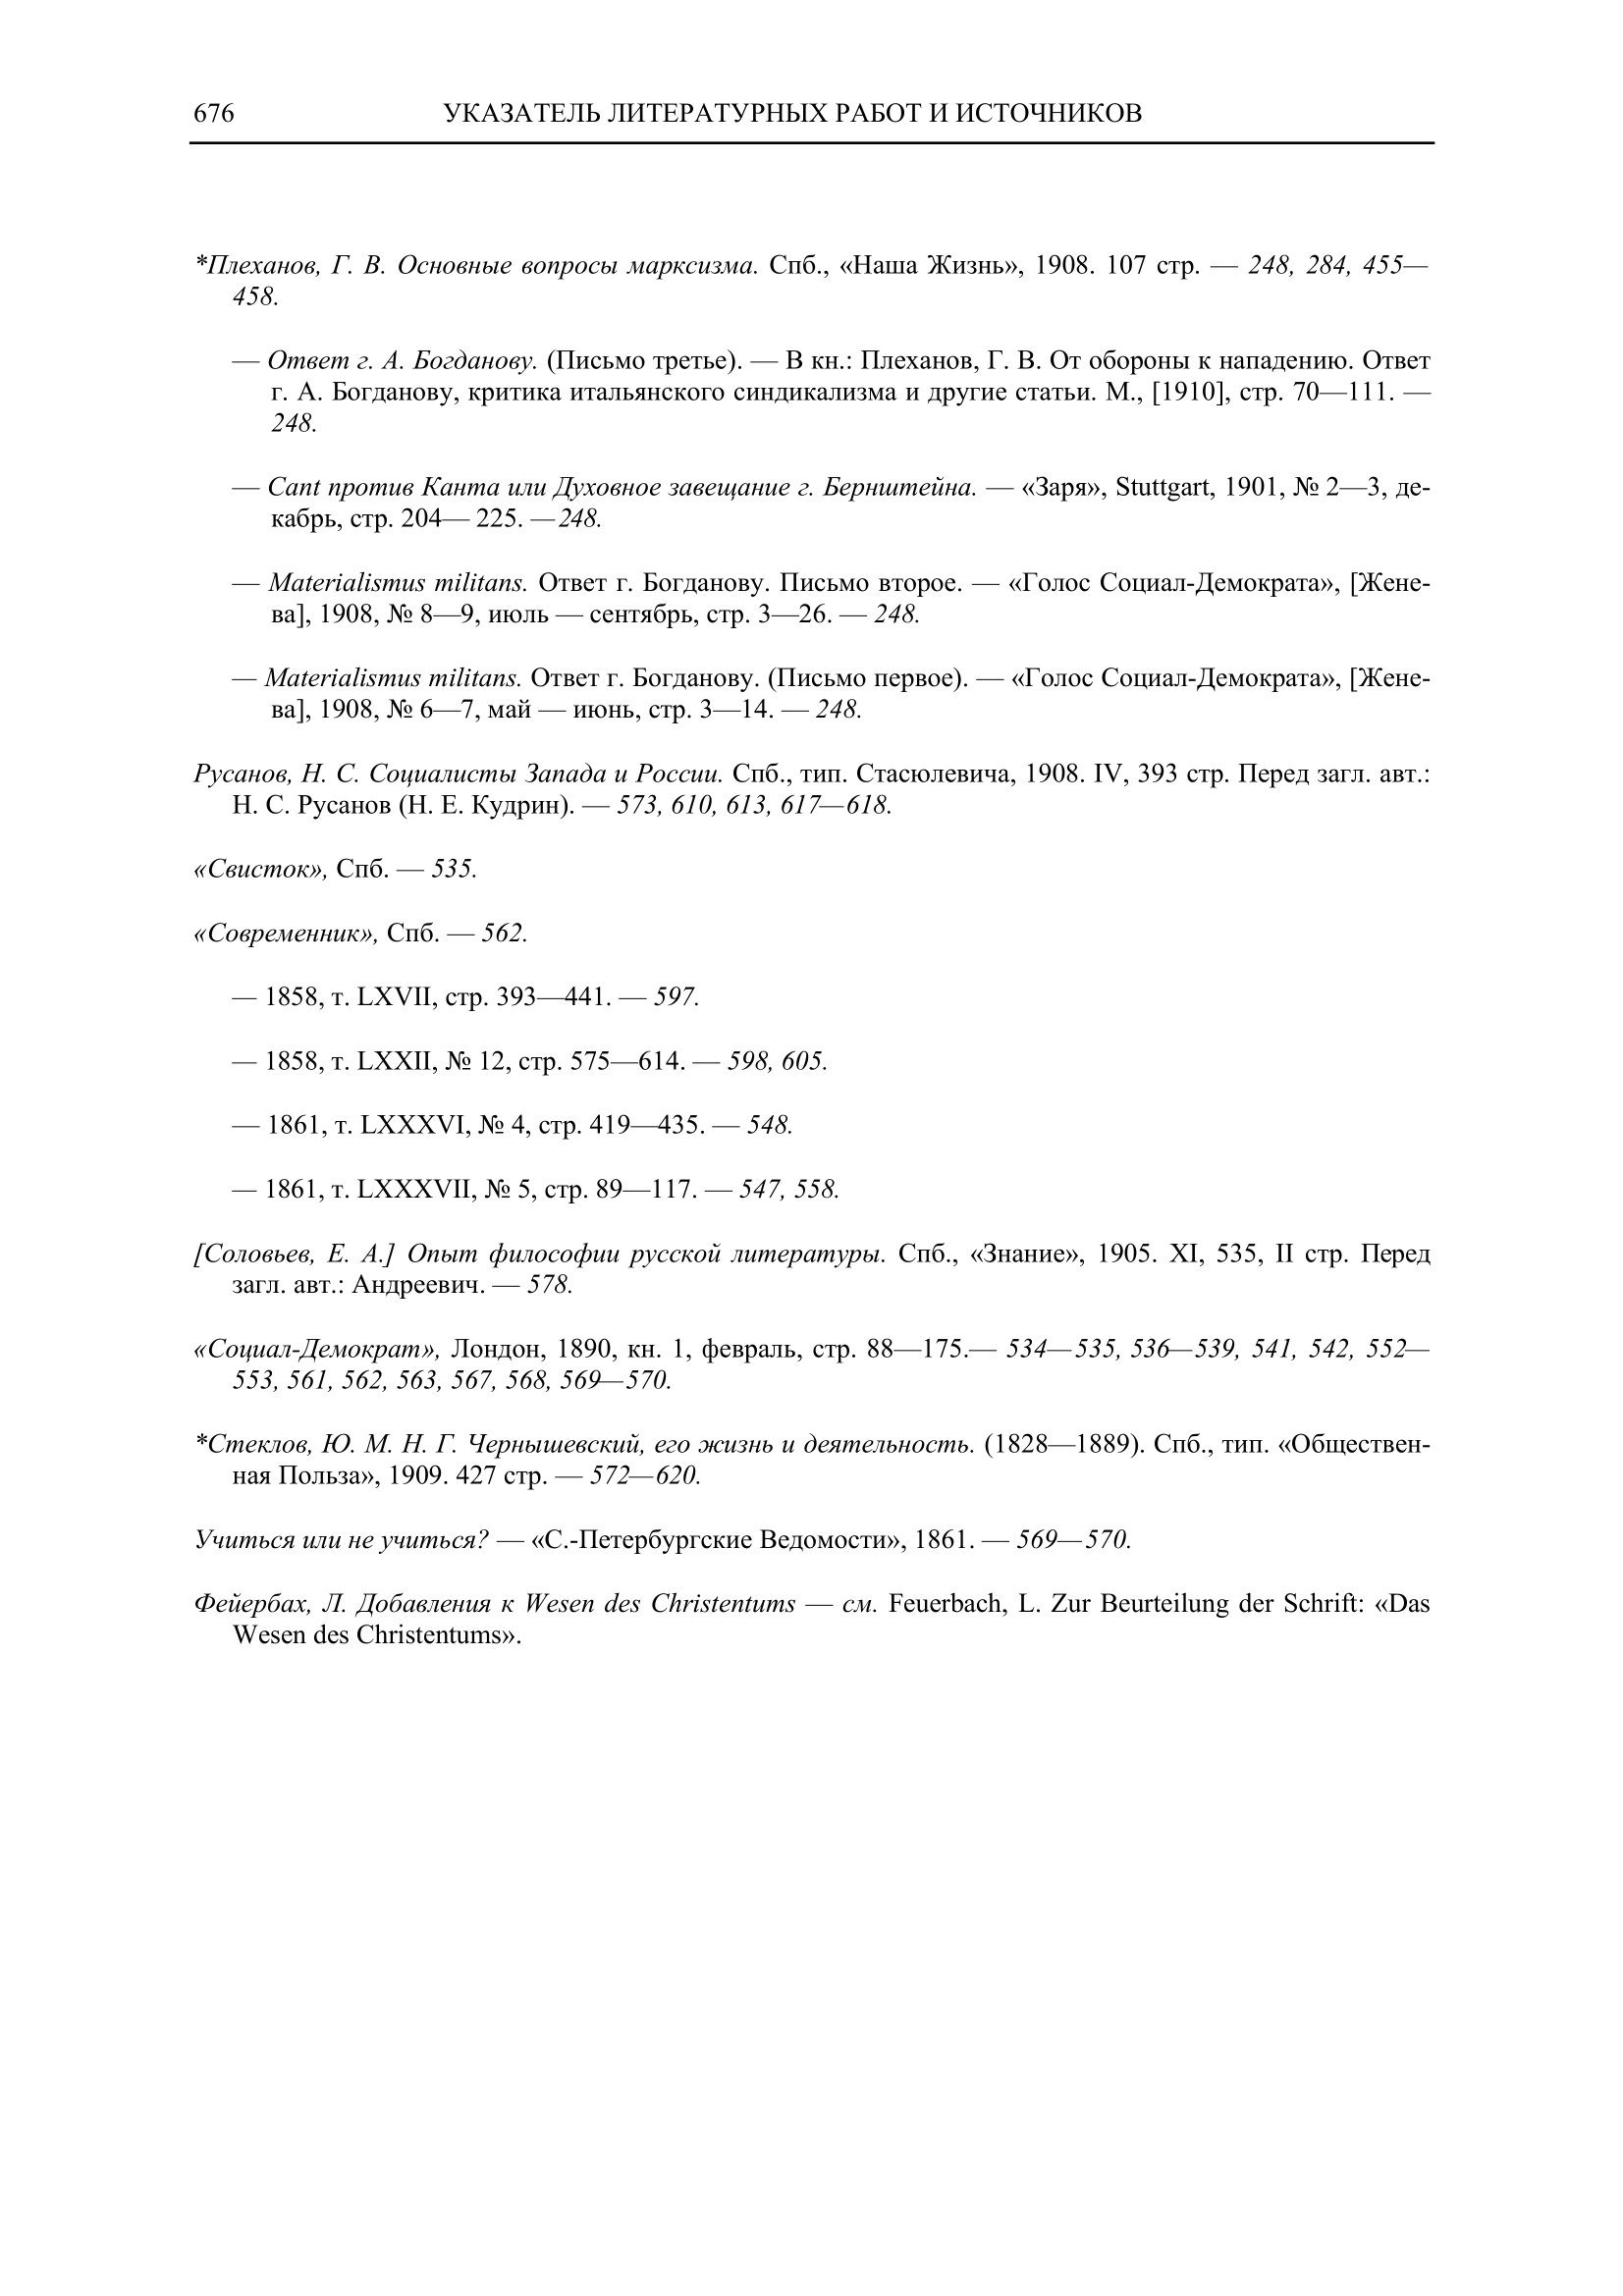 676 УКАЗАТЕЛЬ ЛИТЕРАТУРНЫХ РАБОТ И ИСТОЧНИКОВ
*Плеханов, Г. В. Основные вопросы марксизма. Спб., «Наша Жизнь», 1908. 107 стр. — 248, 284, 455—
458.
— Ответ г. А. Богданову. (Письмо третье). — В кн.: Плеханов, Г. В. От обороны к нападению. Ответ
г. А. Богданову, критика итальянского синдикализма и другие статьи. М., [1910], стр. 70—111. —
248.
— Cant против Канта или Духовное завещание г. Бернштейна. — «Заря», Stuttgart, 1901, № 2—3, де-
кабрь, стр. 204— 225. —248.
— Materialismus militans. Ответ г. Богданову. Письмо второе. — «Голос Социал-Демократа», [Жене-
ва], 1908, № 8—9, июль — сентябрь, стр. 3—26. — 248.
— Materialismus militans. Ответ г. Богданову. (Письмо первое). — «Голос Социал-Демократа», [Жене-
ва], 1908, № 6—7, май — июнь, стр. 3—14. — 248.
Русанов, Н. С. Социалисты Запада и России. Спб., тип. Стасюлевича, 1908. IV, 393 стр. Перед загл. авт.:
Н. С. Русанов (Н. Е. Кудрин). — 573, 610, 613, 617—618.
«Свисток», Спб. — 535.
«Современник», Спб. — 562.
— 1858, т. LXVII, стр. 393—441. — 597.
— 1858, т. LXXII, № 12, стр. 575—614. — 598, 605.
— 1861, т. LXXXVI, № 4, стр. 419—435. — 548.
— 1861, т. LXXXVII, № 5, стр. 89—117. — 547, 558.
[Соловьев, Е. А.] Опыт философии русской литературы. Спб., «Знание», 1905. XI, 535, II стр. Перед
загл. авт.: Андреевич. — 578.
«Социал-Демократ», Лондон, 1890, кн. 1, февраль, стр. 88—175.— 534—535, 536—539, 541, 542, 552—
553, 561, 562, 563, 567, 568, 569—570.
*Стеклов, Ю. М. Н. Г. Чернышевский, его жизнь и деятельность. (1828—1889). Спб., тип. «Обществен-
ная Польза», 1909. 427 стр. — 572—620.
Учиться или не учиться? — «С.-Петербургские Ведомости», 1861. — 569—570.
Фейербах, Л. Добавления к Wesen des Christentums — см. Feuerbach, L. Zur Beurteilung der Schrift: «Das
Wesen des Christentums».